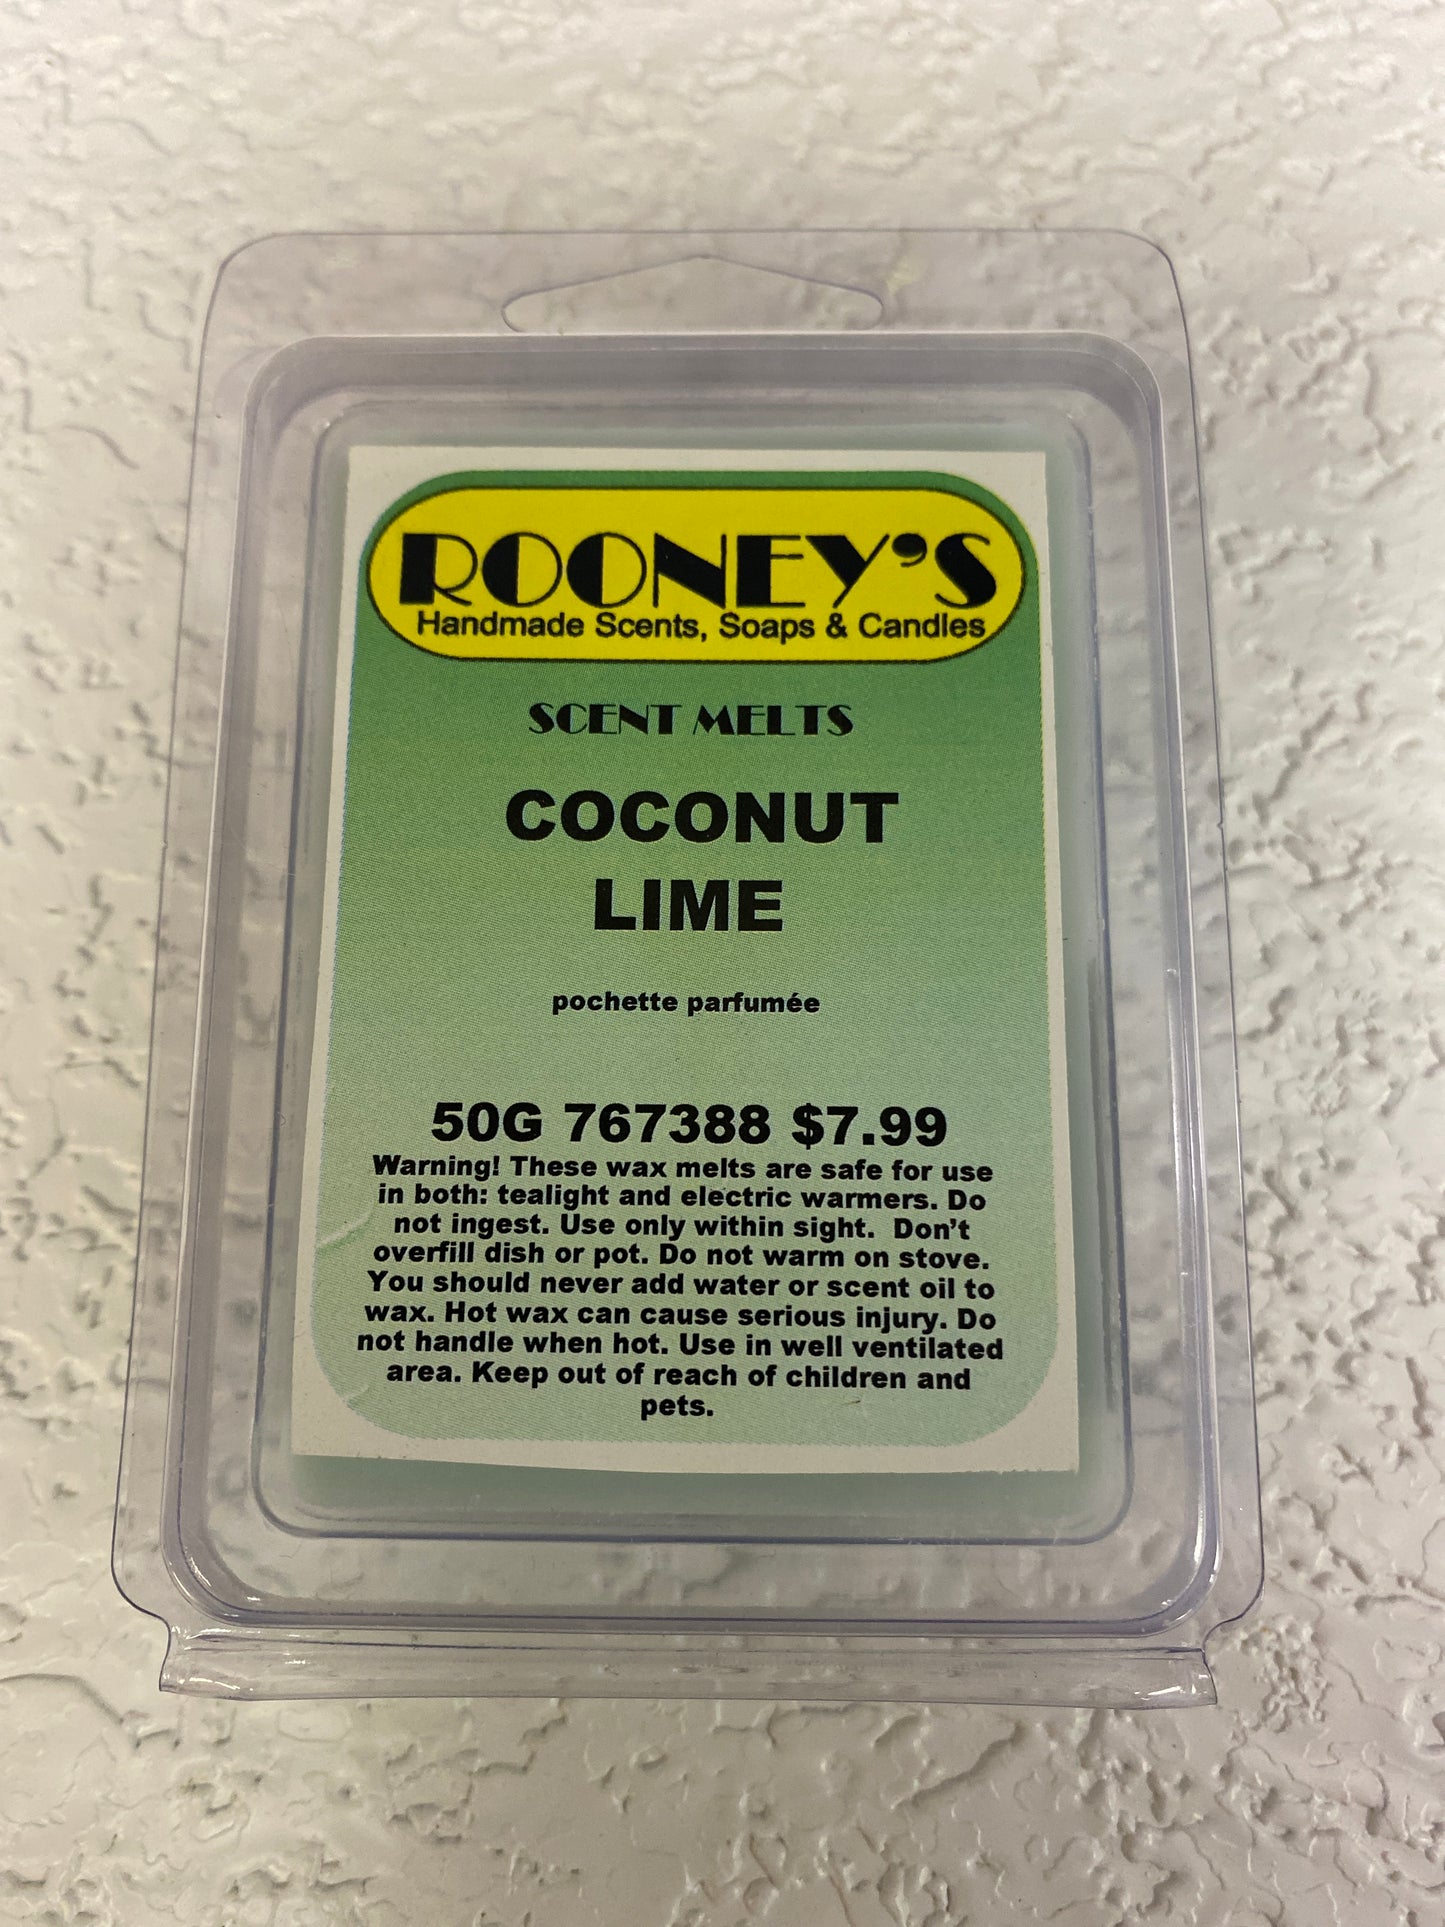 ROONEY'S
Handmade Scents, Soaps & Candles
SCENT MELTS
COCONUT
LIME
pochette parfumée
50G 767388 $7.99
Warning! These wax melts are safe for use
in both: tealight and electric warmers. Do
not ingest. Use only within sight.  Don't
overfill dish or pot. Do not warm on stove.
You should never add water or scent oil to
wax. Hot wax can cause serious injury. Do
not handle when hot. Use in well ventilated
area. Keep out of reach of children and
pets.